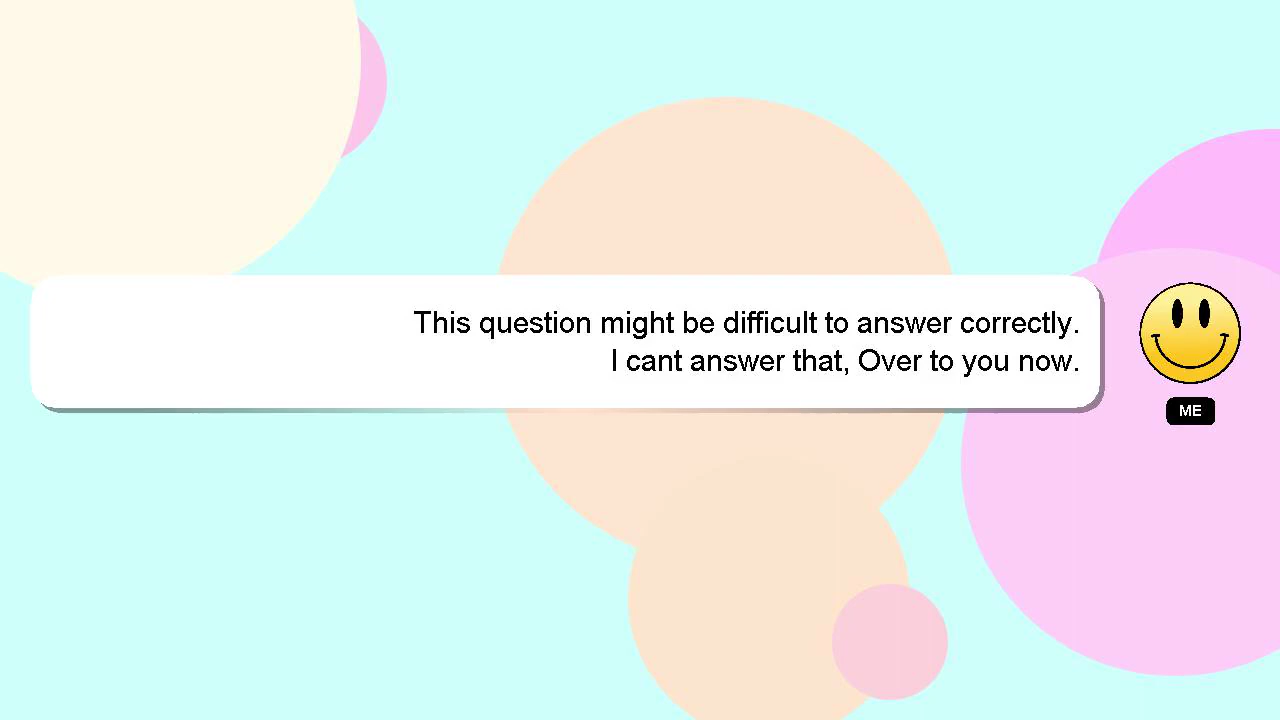 This question might be difficult to answer correctly.
I cant answer that, Over to you now.
ME